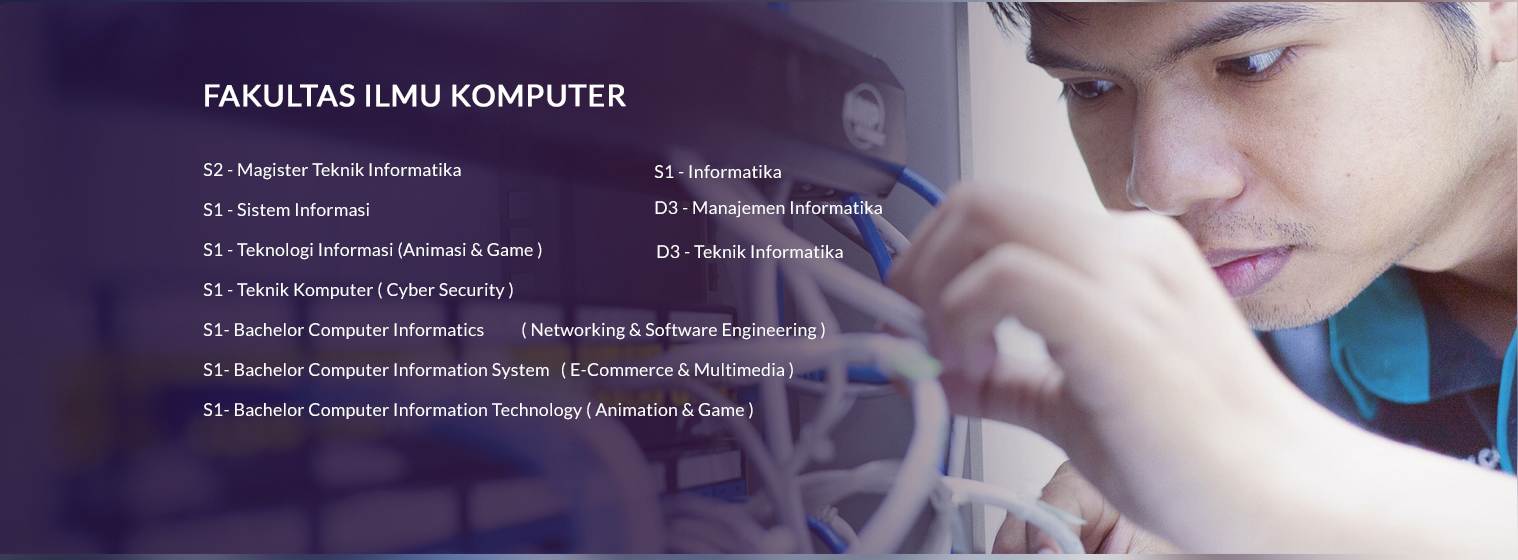 FAKULTAS ILMU KOMPUTER
S2 - Magister Teknik Informatika
S1 - Sistem Informasi
S1 - Teknologi Informasi (Animasi & Game )
S1 - Teknik Komputer ( Cyber Security )
S1- Bachelor Computer Informatics ( Networking & Software Engineering )
S1- Bachelor Computer Information System ( E-Commerce & Multimedia )
S1- Bachelor Computer Information Technology ( Animation & Game )
S1 - Informatika
D3 - Manajemen Informatika
D3 - Teknik Informatika